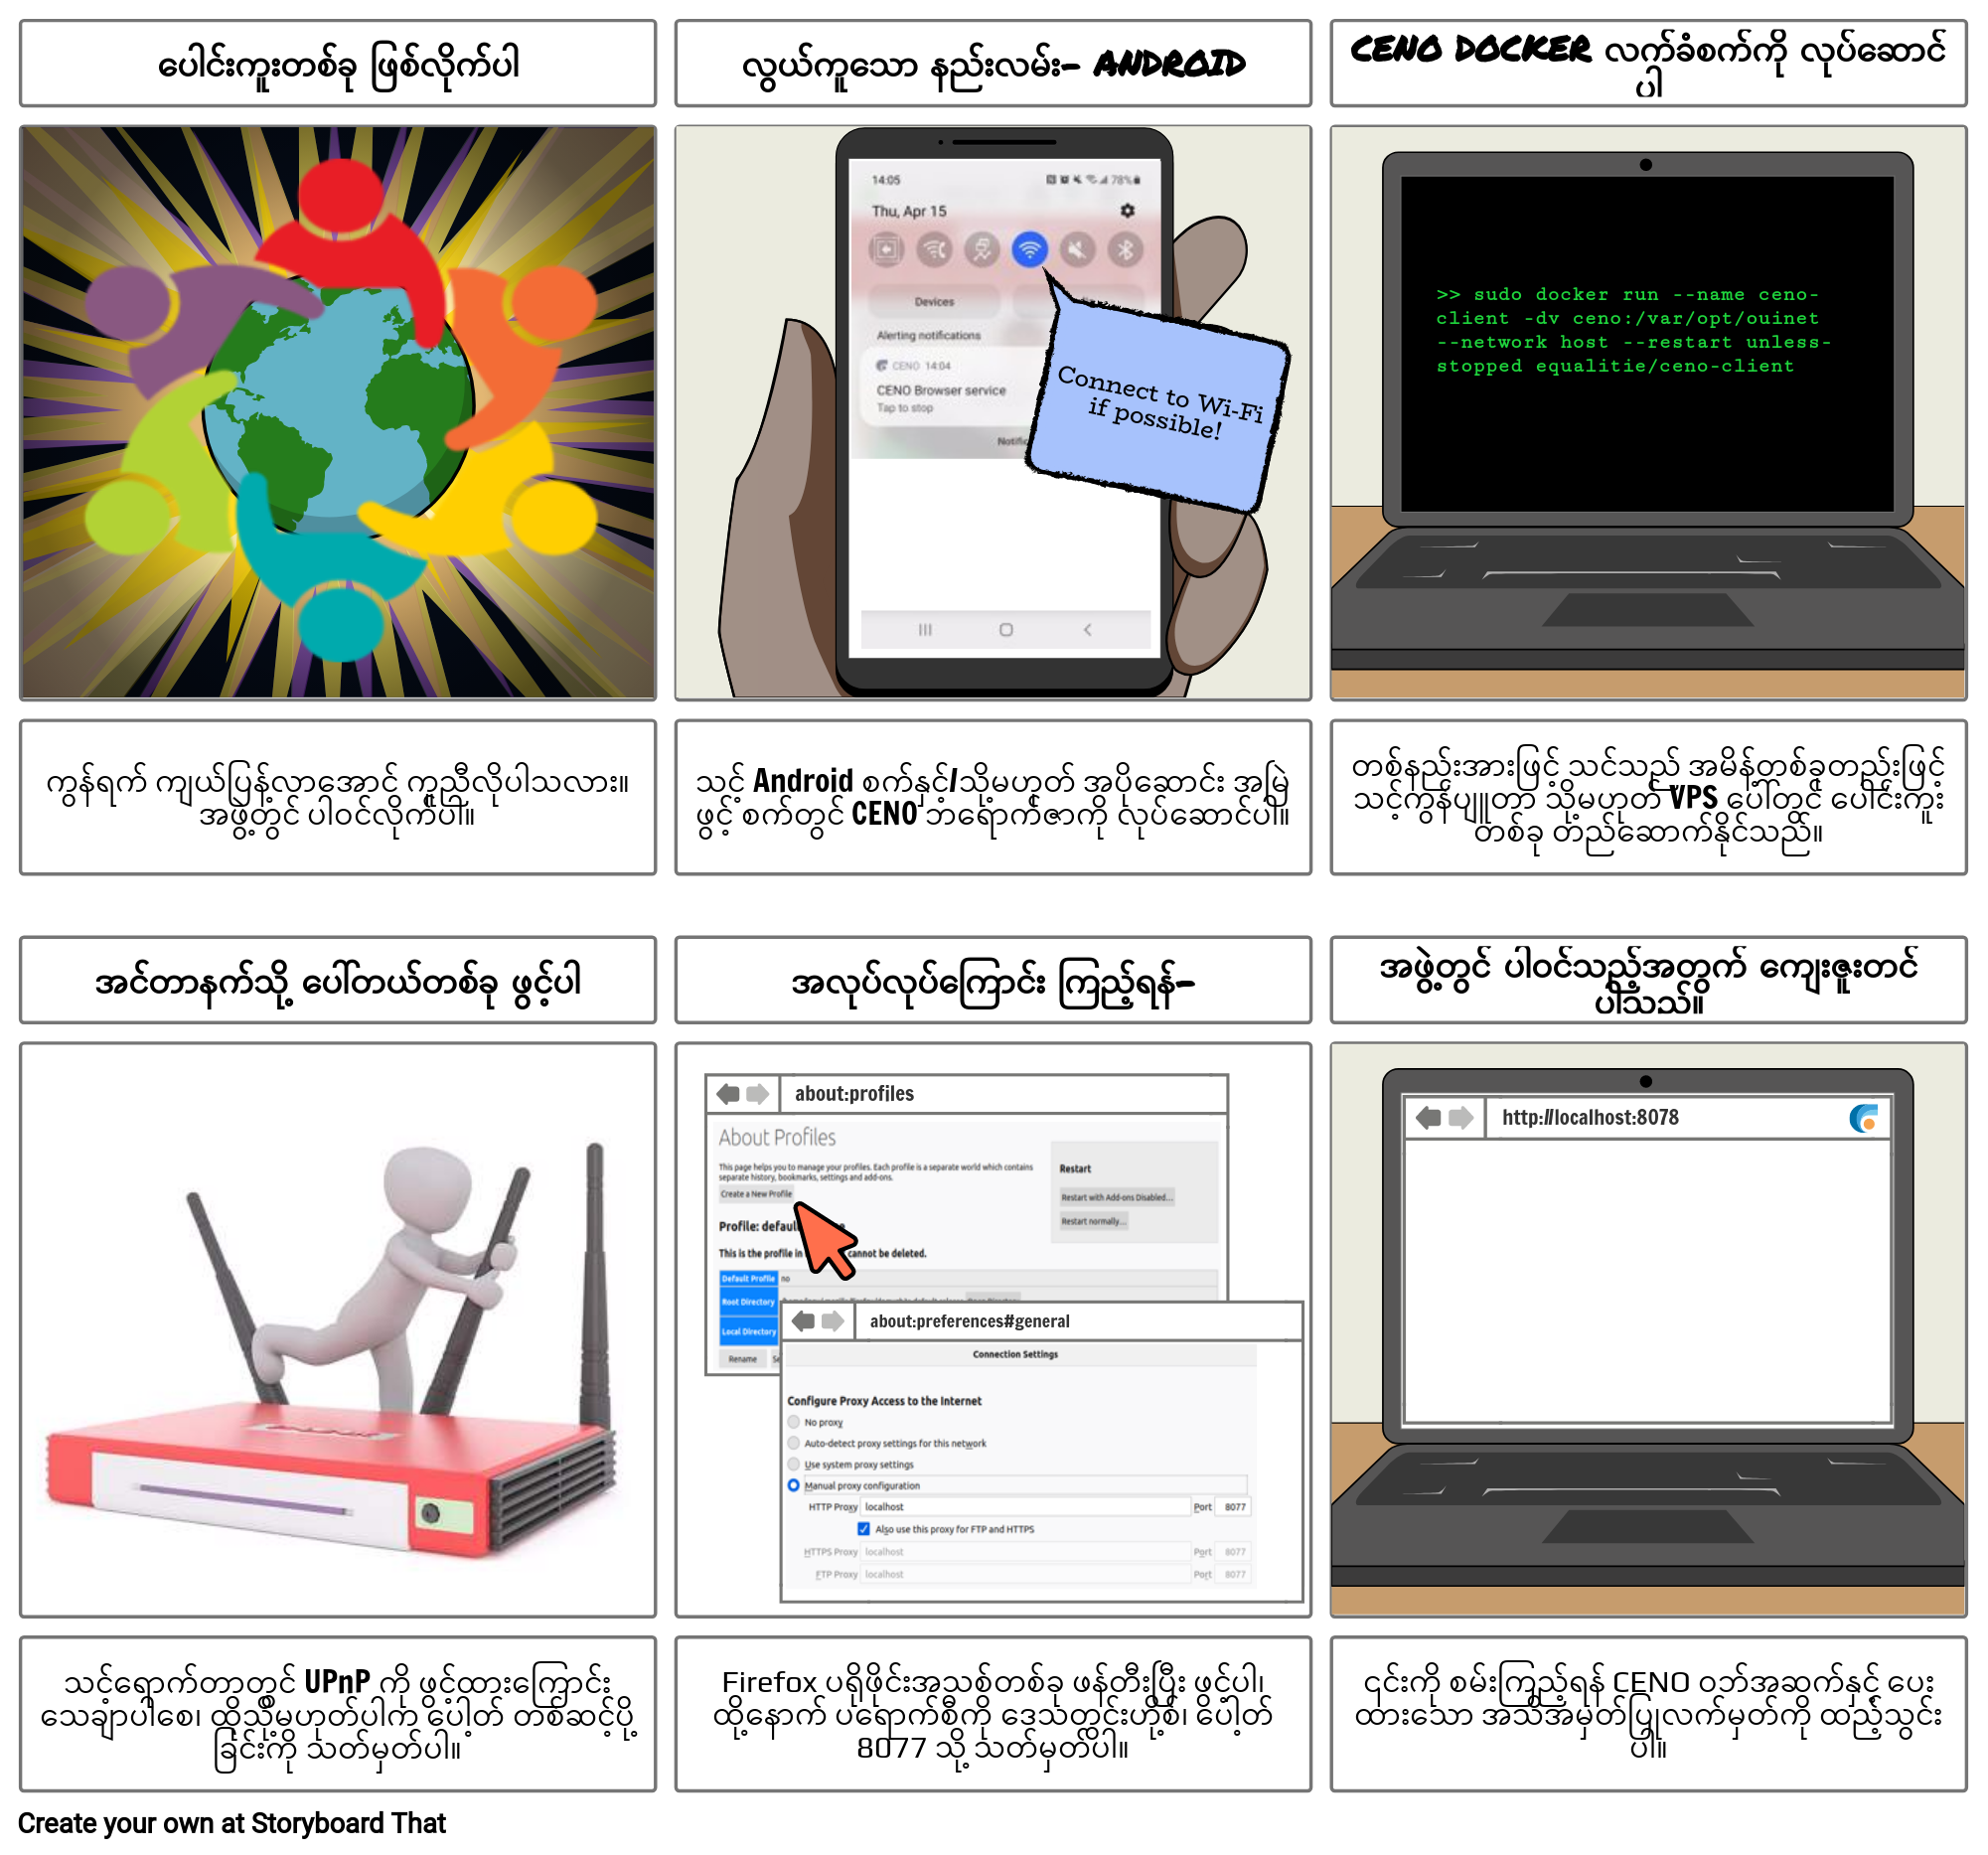 ပေါင်းကူးတစ်ခု ဖြစ်လိုက်ပါ
လွယ်ကူသော နည်းလမ်း– ANDROID
CENO DOCKER လက်ခံစက်ကို လုပ်ဆောင်
ပါ
14:05
78%
Thu, Apr 15
Devices
Alerting notifications
CENO 14:04
CENO Browser service
Tap to stop
Connect to Wi-Fi
if possible!
>> sudo docker run --name ceno-
client -dv ceno:/var/opt/ouinet
--network host --restart unless-
stopped equalitie/ceno-client
ကွန်ရက် ကျယ်ပြန့်လာအောင် ကူညီလိုပါသလား။
အဖွဲ့တွင် ပါဝင်လိုက်ပါ။
သင့် Android စက်နှင့်/သို့မဟုတ် အပိုဆောင်း အမြဲ
ဖွင့် စက်တွင် CENO ဘရောက်ဇာကို လုပ်ဆောင်ပါ။
တစ်နည်းအားဖြင့် သင်သည် အမိန့်တစ်ခုတည်းဖြင့်
သင့်ကွန်ပျူတာ သို့မဟုတ် VPS ပေါ်တွင် ပေါင်းကူး
တစ်ခု တည်ဆောက်နိုင်သည်။
အင်တာနက်သို့ ပေါ်တယ်တစ်ခု ဖွင့်ပါ
အလုပ်လုပ်ကြောင်း ကြည့်ရန်–
အဖွဲ့တွင် ပါဝင်သည့်အတွက် ကျေးဇူးတင်
ပါသည်။
about:profiles
About Profiles
This page helps you to manage your profiles. Each profile is a separate world which contains
separate history, bookmarks, settings and add-ons.
Create a New Profile
Restart
Restart with Add-ons Disabled...
Restart normally...
Profile: default
This is the profile in cannot be deleted.
Default Profile no
Root Directory
Local Directory
Rename
about:preferences#general
Connection Settings
Configure Proxy Access to the Internet
No proxy
Auto-detect proxy settings for this network
Use system proxy settings
Manual proxy configuration
HTTP Proxy localhost Port 8077
Also use this proxy for FTP and HTTPS
HTTPS Proxy localhost Port 8077
FTP Proxy localhost Port 8077
http://localhost:8078
သင့်ရောက်တာတွင် UPnP ကို ဖွင့်ထားကြောင်း
သေချာပါစေ၊ ထိုသို့မဟုတ်ပါက ပေါ့တ် တစ်ဆင့်ပို့
ခြင်းကို သတ်မှတ်ပါ။
Firefox ပရိုဖိုင်းအသစ်တစ်ခု ဖန်တီးပြီး ဖွင့်ပါ၊
ထို့နောက် ပရောက်စီကို ဒေသတွင်းဟို့စ်၊ ပေါ့တ်
8077 သို့ သတ်မှတ်ပါ။
၎င်းကို စမ်းကြည့်ရန် CENO ဝဘ်အဆက်နှင့် ပေး
ထားသော အသိအမှတ်ပြုလက်မှတ်ကို ထည့်သွင်း
ပါ။
Create your own at Storyboard That